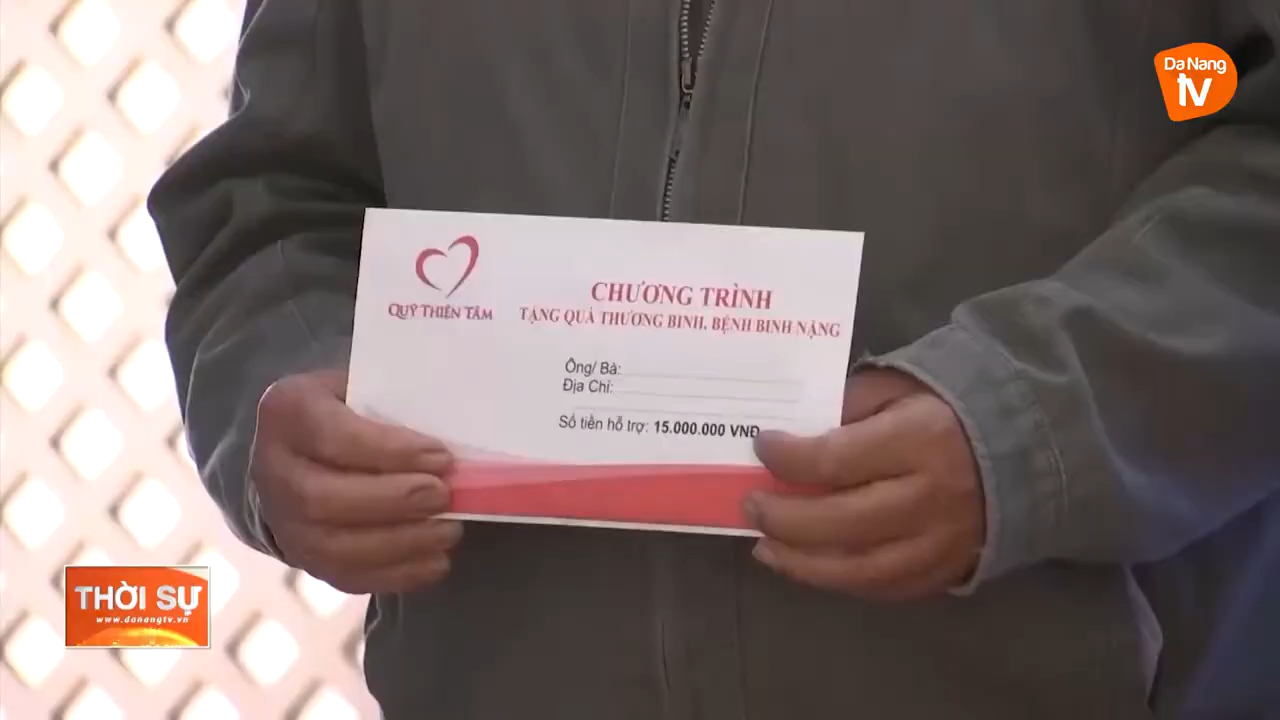 Da Nang
tv
QUỸ THIỆN TÂM
CHƯƠNG TRÌNH
TẶNG QUÀ THƯƠNG BINH, BỆNH BINH NẶNG
Ông/ Bà:
Địa Chỉ:
Số tiền hỗ trợ: 15.000.000 VNĐ
THỜI SỰ
www.danangtv.vn